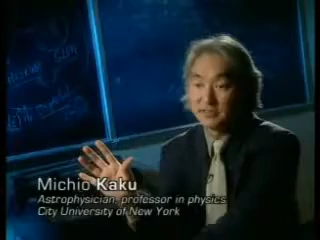 Michio Kaku
Astrophysician, professor in physics
City University of New York